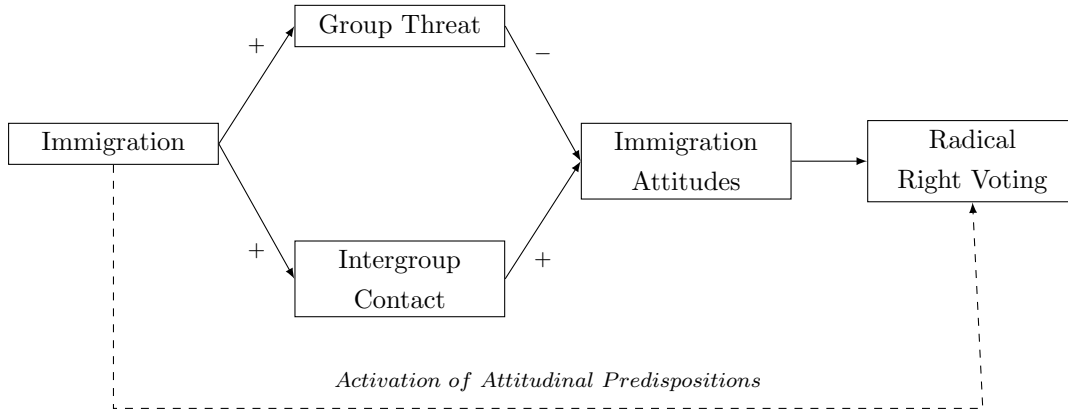 Group Threat
+
−
Immigration
Immigration
Attitudes
Radical
Right Voting
+
+
Intergroup
Contact
Activation of Attitudinal Predispositions